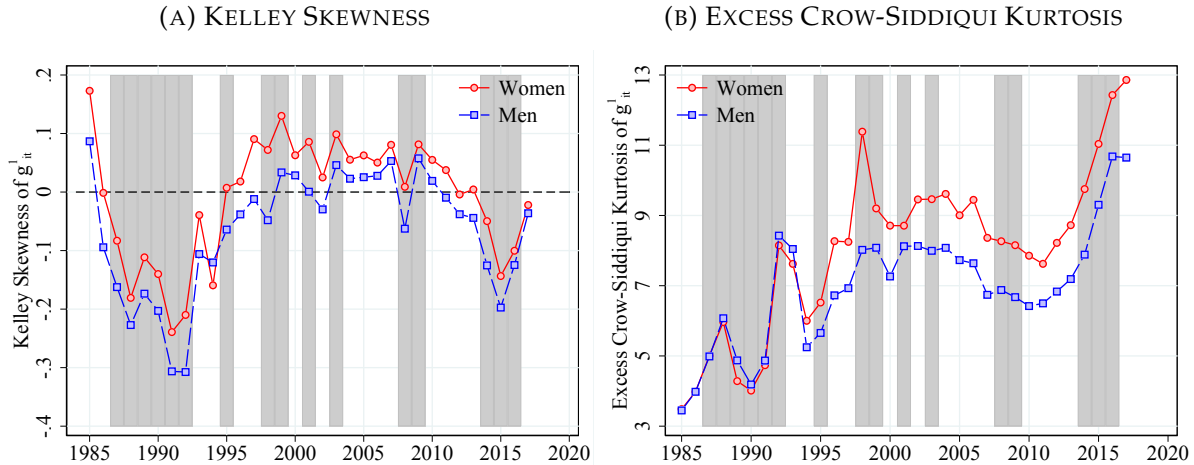 (A) KELLEY SKEWNESS
Kelley Skewness of g¹ᵢₜ
.2
.1
0
-.1
-.2
-.3
-.4
Women
Men
1985 1990 1995 2000 2005 2010 2015 2020
(B) EXCESS CROW-SIDDIQUI KURTOSIS
Excess Crow-Siddiqui Kurtosis of g¹ᵢₜ
13
11
9
7
5
3
Women
Men
1985 1990 1995 2000 2005 2010 2015 2020